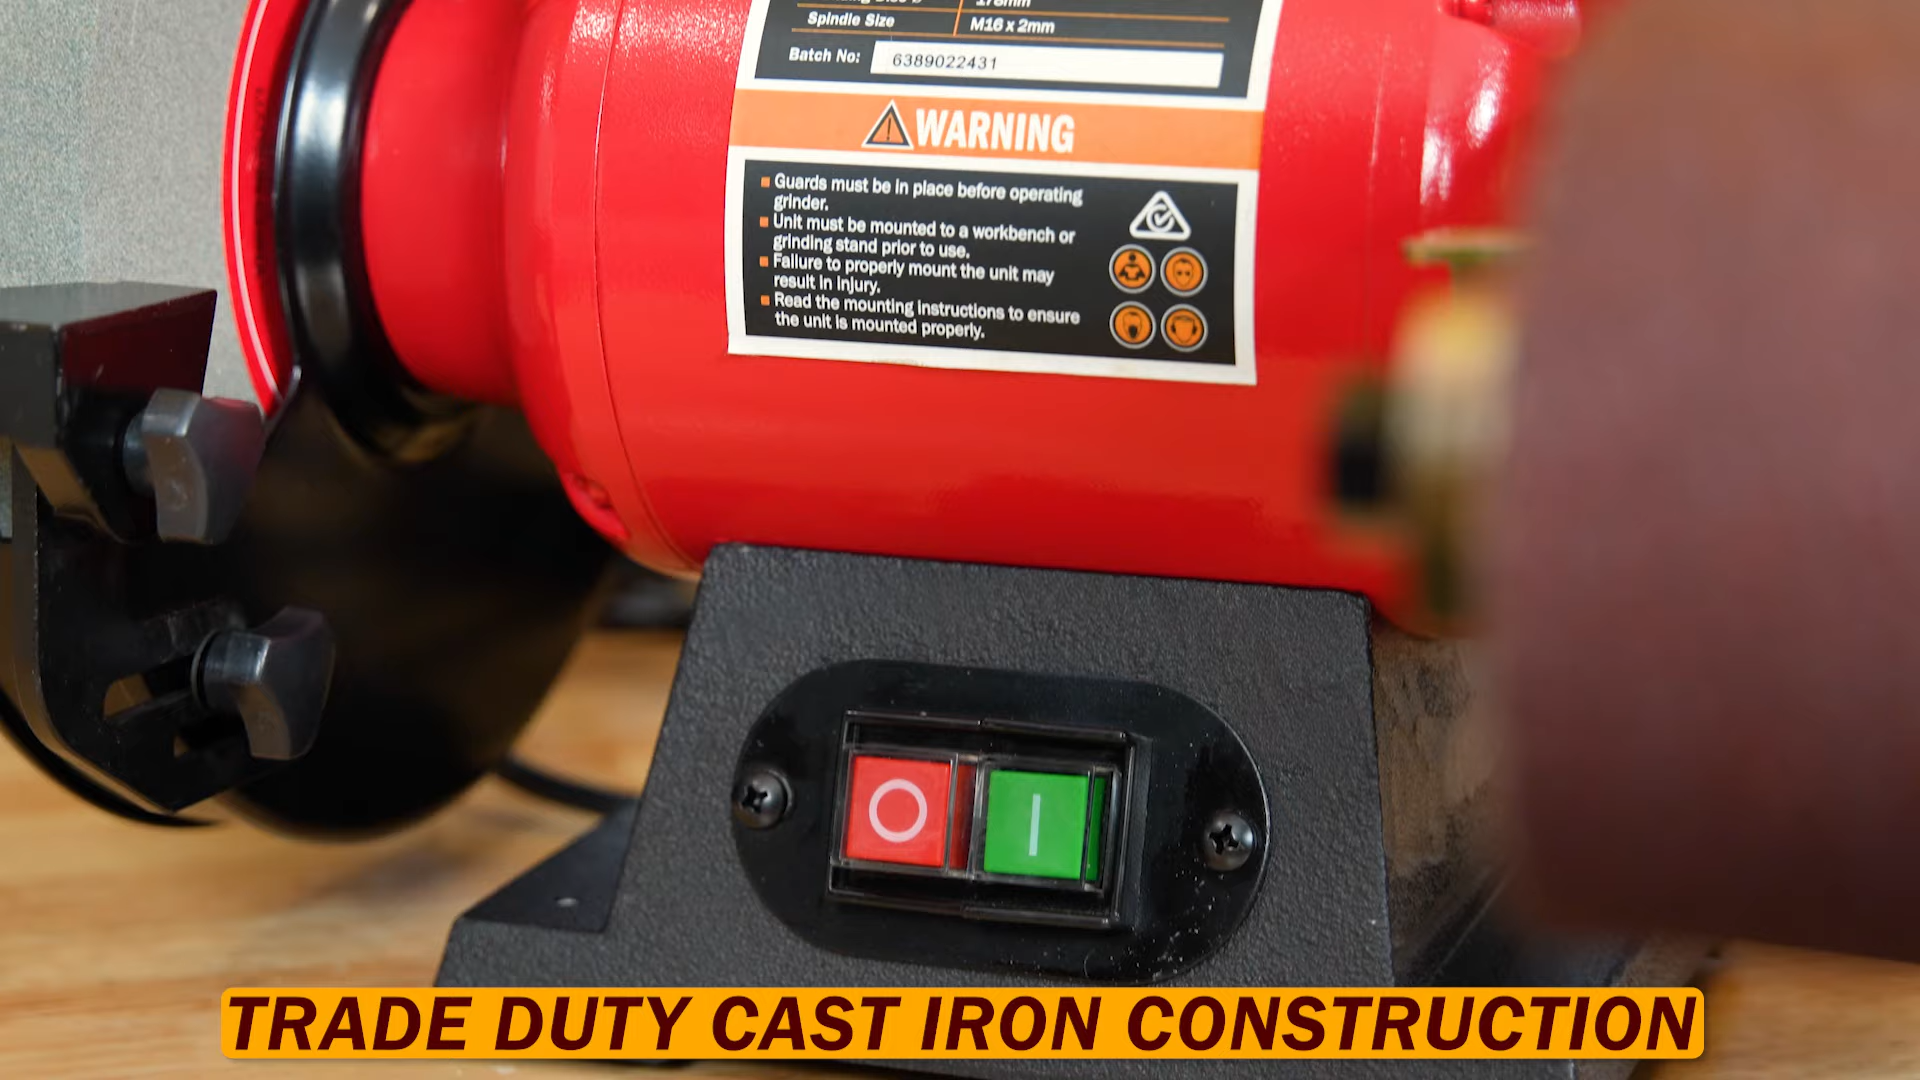 178mm
Spindle Size M16 x 2mm
Batch No: 6389022431
WARNING
Guards must be in place before operating
grinder.
Unit must be mounted to a workbench or
grinding stand prior to use.
Failure to properly mount the unit may
result in injury.
Read the mounting instructions to ensure
the unit is mounted properly.
TRADE DUTY CAST IRON CONSTRUCTION